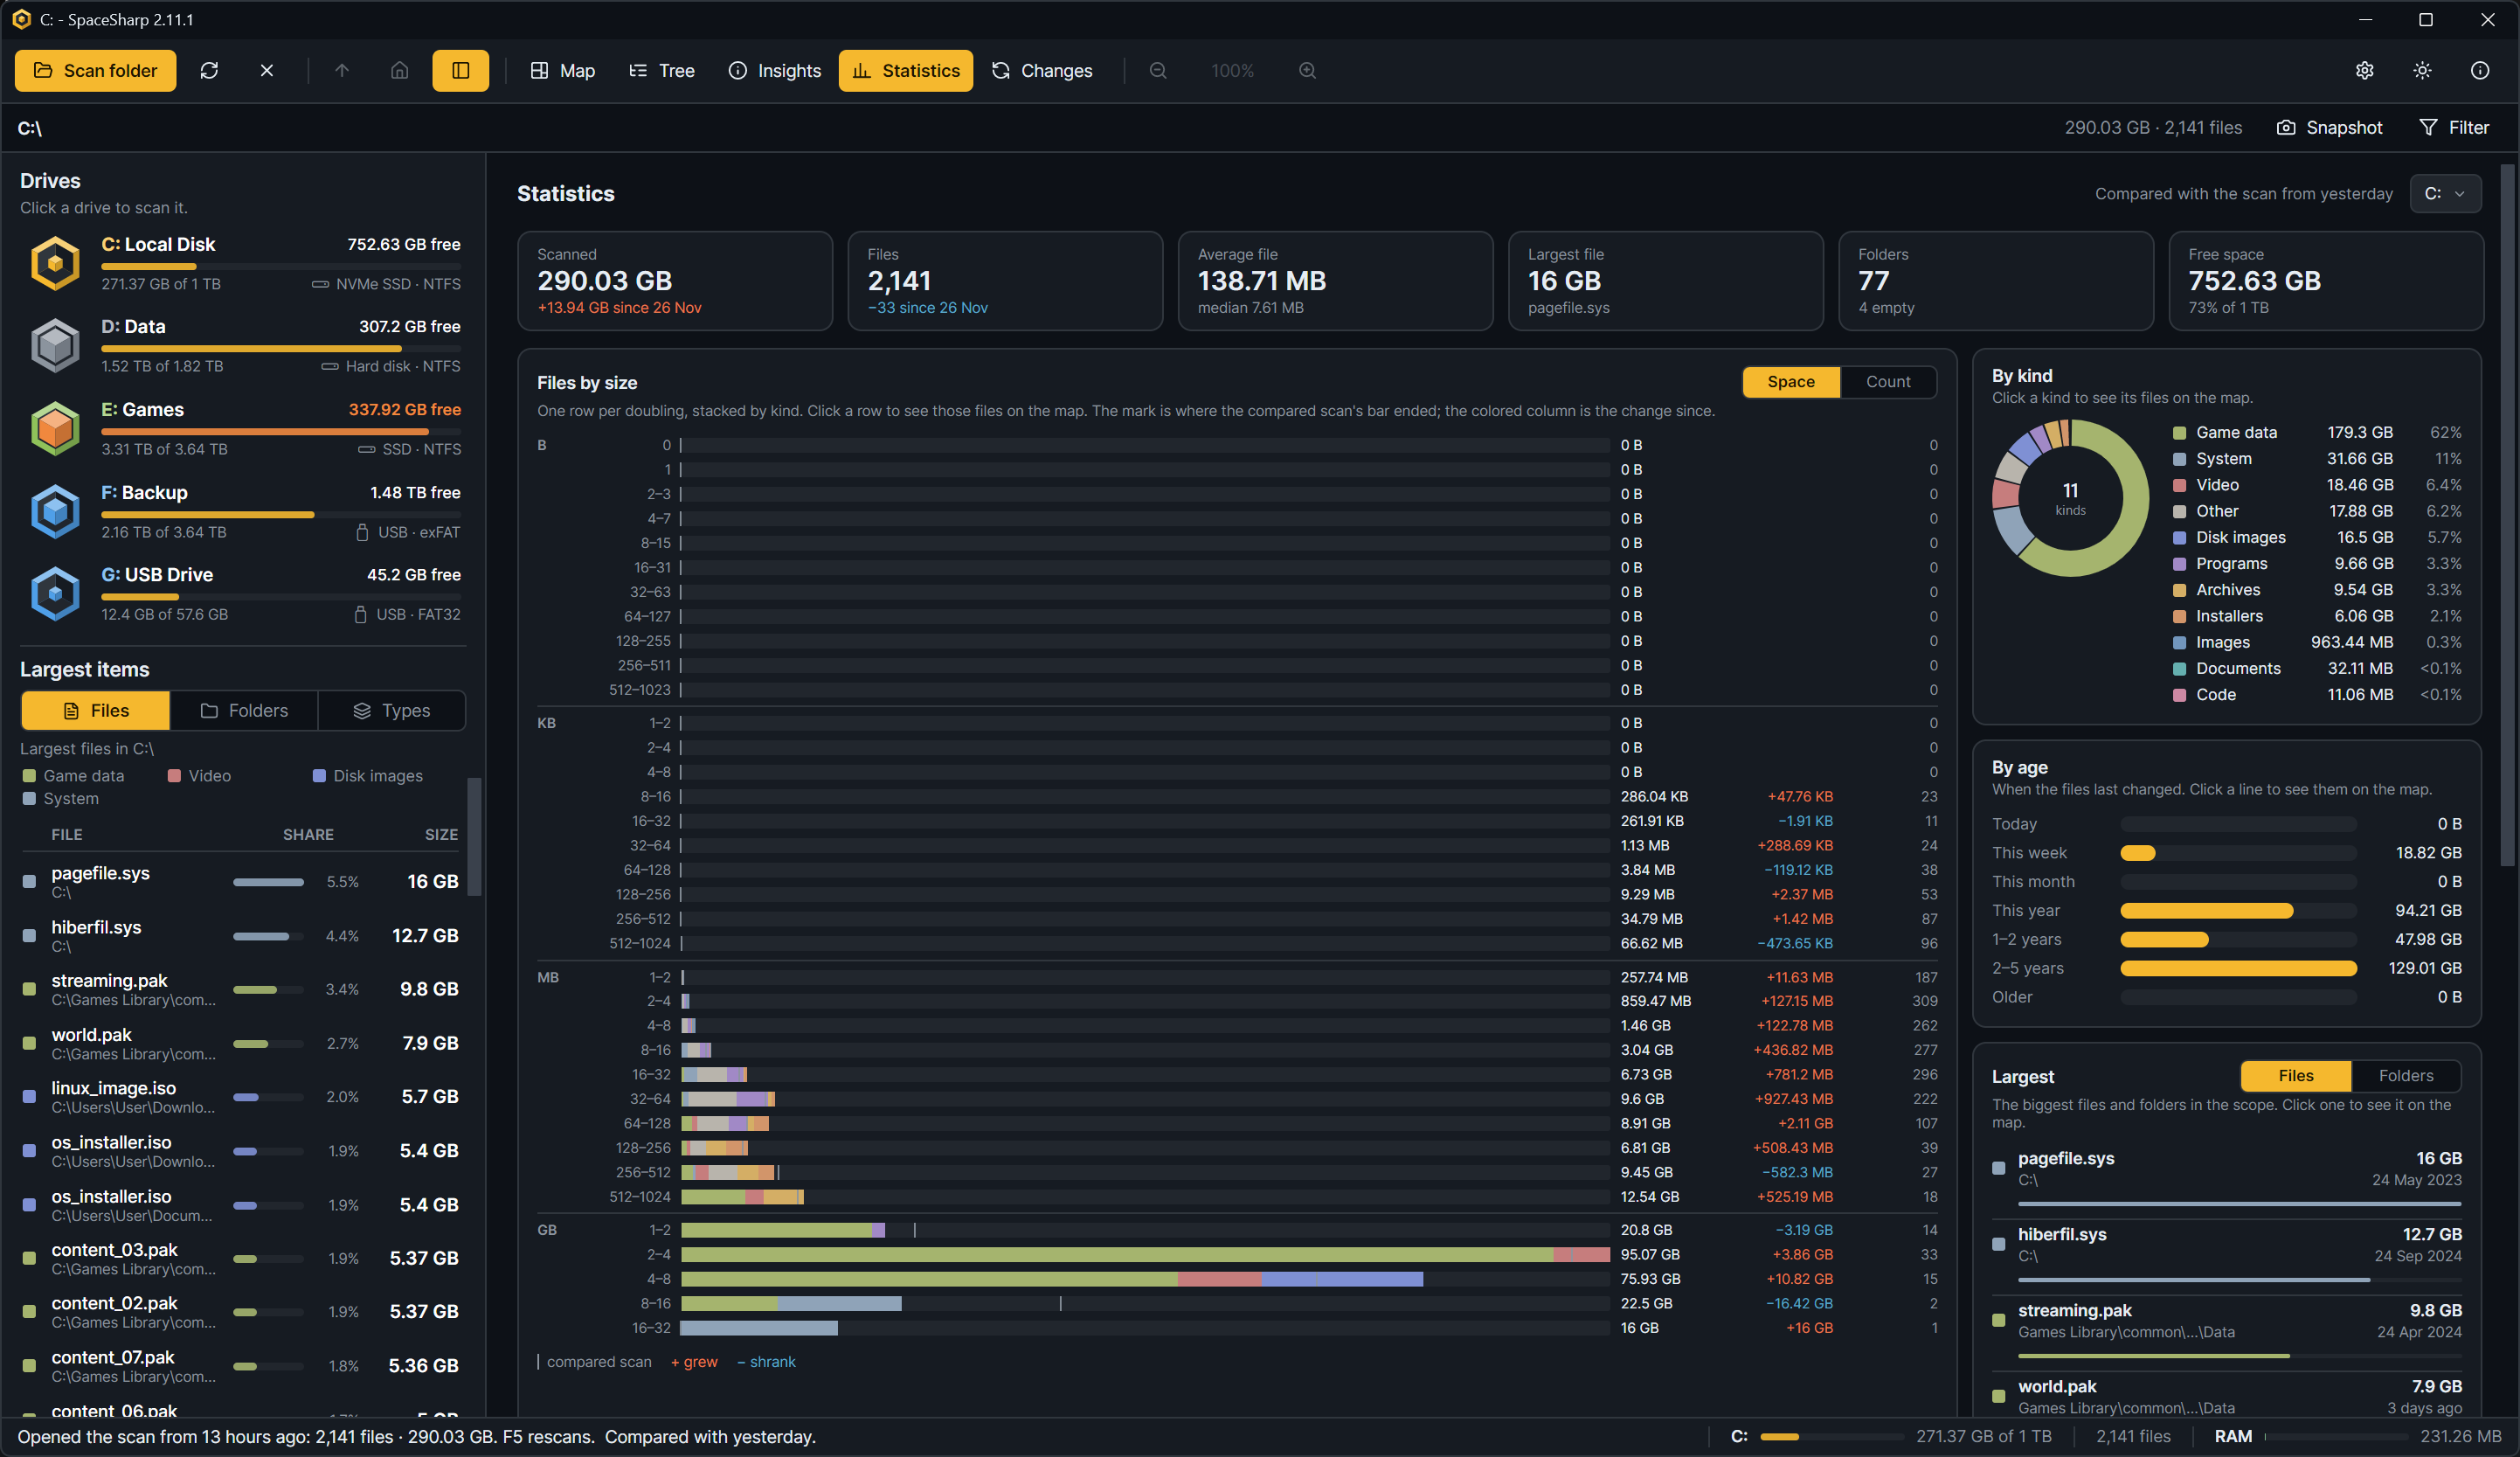 C: - SpaceSharp 2.11.1
Scan folder
Map
Tree
Insights
Statistics
Changes
100%
C:\
290.03 GB · 2,141 files
Snapshot
Filter
Drives
Click a drive to scan it.
C: Local Disk 752.63 GB free
271.37 GB of 1 TB NVMe SSD · NTFS
D: Data 307.2 GB free
1.52 TB of 1.82 TB Hard disk · NTFS
E: Games 337.92 GB free
3.31 TB of 3.64 TB SSD · NTFS
F: Backup 1.48 TB free
2.16 TB of 3.64 TB USB · exFAT
G: USB Drive 45.2 GB free
12.4 GB of 57.6 GB USB · FAT32
Largest items
Files Folders Types
Largest files in C:\
Game data Video Disk images
System
FILE SHARE SIZE
pagefile.sys 5.5% 16 GB
C:\
hiberfil.sys 4.4% 12.7 GB
C:\
streaming.pak 3.4% 9.8 GB
C:\Games Library\com...
world.pak 2.7% 7.9 GB
C:\Games Library\com...
linux_image.iso 2.0% 5.7 GB
C:\Users\User\Downlo...
os_installer.iso 1.9% 5.4 GB
C:\Users\User\Downlo...
os_installer.iso 1.9% 5.4 GB
C:\Users\User\Docum...
content_03.pak 1.9% 5.37 GB
C:\Games Library\com...
content_02.pak 1.9% 5.37 GB
C:\Games Library\com...
content_07.pak 1.8% 5.36 GB
C:\Games Library\com...
content_06.pak
Statistics
Compared with the scan from yesterday C:
Scanned
290.03 GB
+13.94 GB since 26 Nov
Files
2,141
−33 since 26 Nov
Average file
138.71 MB
median 7.61 MB
Largest file
16 GB
pagefile.sys
Folders
77
4 empty
Free space
752.63 GB
73% of 1 TB
Files by size
Space Count
One row per doubling, stacked by kind. Click a row to see those files on the map. The mark is where the compared scan's bar ended; the colored column is the change since.
B 0 0 B 0
1 0 B 0
2–3 0 B 0
4–7 0 B 0
8–15 0 B 0
16–31 0 B 0
32–63 0 B 0
64–127 0 B 0
128–255 0 B 0
256–511 0 B 0
512–1023 0 B 0
KB 1–2 0 B 0
2–4 0 B 0
4–8 0 B 0
8–16 286.04 KB +47.76 KB 23
16–32 261.91 KB −1.91 KB 11
32–64 1.13 MB +288.69 KB 24
64–128 3.84 MB −119.12 KB 38
128–256 9.29 MB +2.37 MB 53
256–512 34.79 MB +1.42 MB 87
512–1024 66.62 MB −473.65 KB 96
MB 1–2 257.74 MB +11.63 MB 187
2–4 859.47 MB +127.15 MB 309
4–8 1.46 GB +122.78 MB 262
8–16 3.04 GB +436.82 MB 277
16–32 6.73 GB +781.2 MB 296
32–64 9.6 GB +927.43 MB 222
64–128 8.91 GB +2.11 GB 107
128–256 6.81 GB +508.43 MB 39
256–512 9.45 GB −582.3 MB 27
512–1024 12.54 GB +525.19 MB 18
GB 1–2 20.8 GB −3.19 GB 14
2–4 95.07 GB +3.86 GB 33
4–8 75.93 GB +10.82 GB 15
8–16 22.5 GB −16.42 GB 2
16–32 16 GB +16 GB 1
compared scan + grew − shrank
By kind
Click a kind to see its files on the map.
11
kinds
Game data 179.3 GB 62%
System 31.66 GB 11%
Video 18.46 GB 6.4%
Other 17.88 GB 6.2%
Disk images 16.5 GB 5.7%
Programs 9.66 GB 3.3%
Archives 9.54 GB 3.3%
Installers 6.06 GB 2.1%
Images 963.44 MB 0.3%
Documents 32.11 MB <0.1%
Code 11.06 MB <0.1%
By age
When the files last changed. Click a line to see them on the map.
Today 0 B
This week 18.82 GB
This month 0 B
This year 94.21 GB
1–2 years 47.98 GB
2–5 years 129.01 GB
Older 0 B
Largest
Files Folders
The biggest files and folders in the scope. Click one to see it on the
map.
pagefile.sys 16 GB
C:\ 24 May 2023
hiberfil.sys 12.7 GB
C:\ 24 Sep 2024
streaming.pak 9.8 GB
Games Library\common\...\Data 24 Apr 2024
world.pak 7.9 GB
Games Library\common\...\Data 3 days ago
Opened the scan from 13 hours ago: 2,141 files · 290.03 GB. F5 rescans. Compared with yesterday.
C: 271.37 GB of 1 TB
2,141 files
RAM 231.26 MB